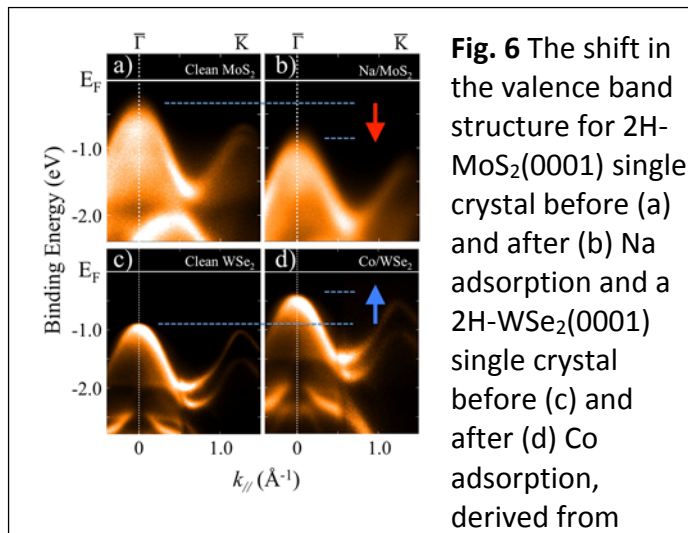 Γ̅ K̅ Γ̅ K̅
a) Clean MoS₂ b) Na/MoS₂
E_F
-1.0
-2.0
c) Clean WSe₂ d) Co/WSe₂
E_F
-1.0
-2.0
Binding Energy (eV)
0 1.0 0 1.0
k_// (Å⁻¹)
Fig. 6 The shift in
the valence band
structure for 2H-
MoS₂(0001) single
crystal before (a)
and after (b) Na
adsorption and a
2H-WSe₂(0001)
single crystal
before (c) and
after (d) Co
adsorption,
derived from